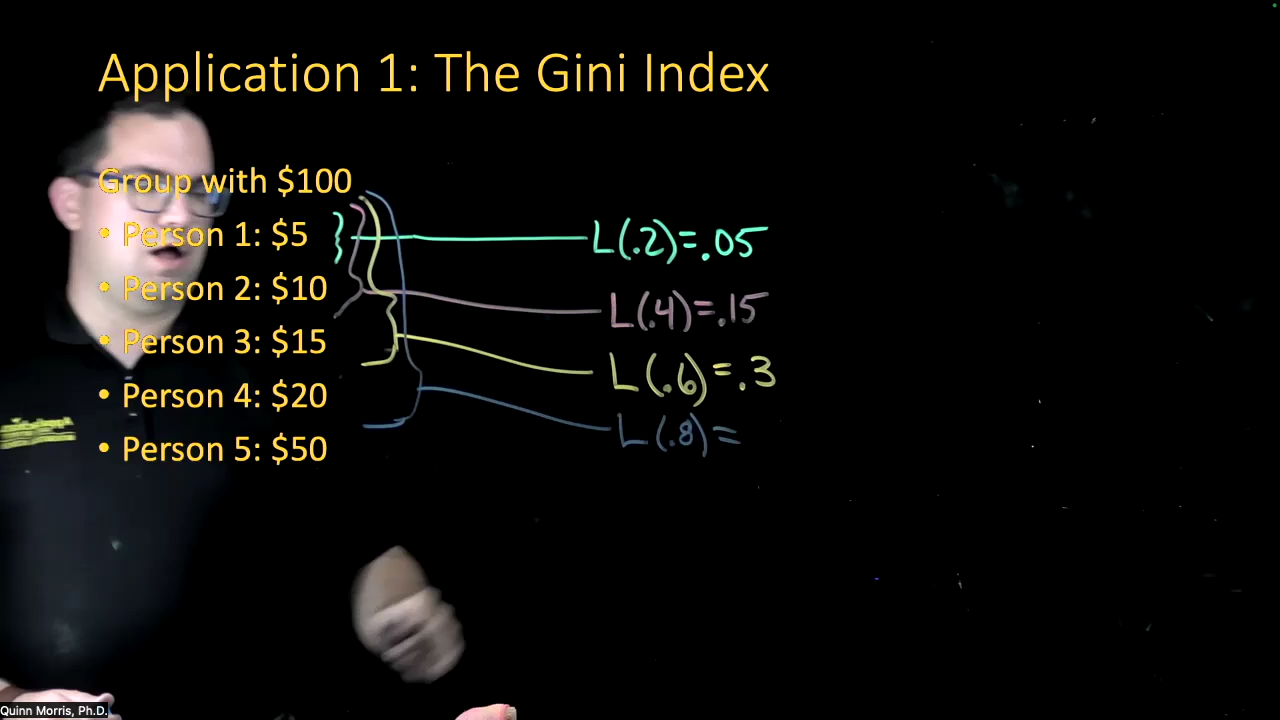 Application 1: The Gini Index
Group with $100
• Person 1: $5
• Person 2: $10
• Person 3: $15
• Person 4: $20
• Person 5: $50
L(.2)=.05
L(.4)=.15
L(.6)=.3
L(.8)=
Quinn Morris, Ph.D.